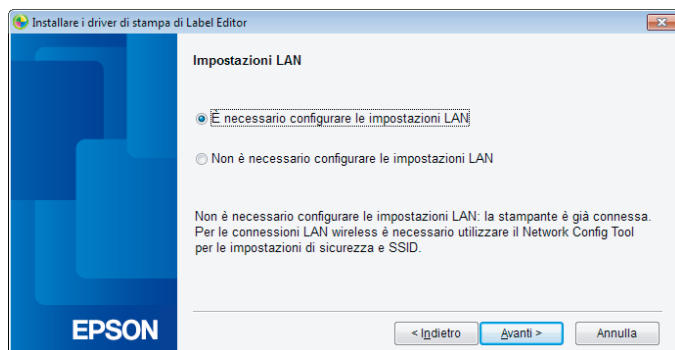 Installare i driver di stampa di Label Editor
Impostazioni LAN
È necessario configurare le impostazioni LAN
Non è necessario configurare le impostazioni LAN
Non è necessario configurare le impostazioni LAN: la stampante è già connessa.
Per le connessioni LAN wireless è necessario utilizzare il Network Config Tool
per le impostazioni di sicurezza e SSID.
EPSON
< Indietro
Avanti >
Annulla